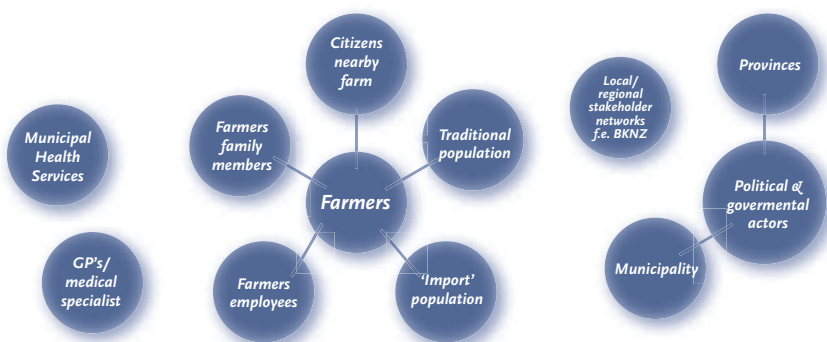 Citizens
nearby
farm
Provinces
Local/
regional
stakeholder
networks
f.e. BKNZ
Municipal
Health
Services
Farmers
family
members
Traditional
population
Farmers
Political &
govermental
actors
GP's/
medical
specialist
Farmers
employees
'Import'
population
Municipality